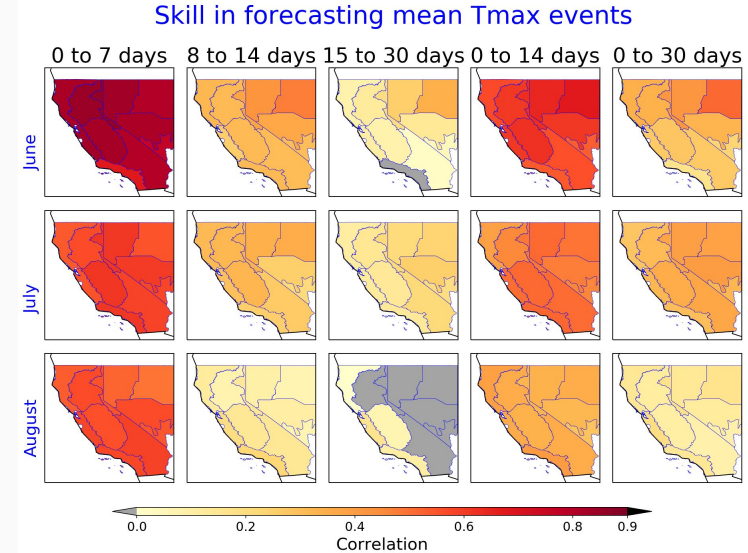 Skill in forecasting mean Tmax events
0 to 7 days 8 to 14 days 15 to 30 days 0 to 14 days 0 to 30 days
June
July
August
0.0 0.2 0.4 0.6 0.8 0.9
Correlation